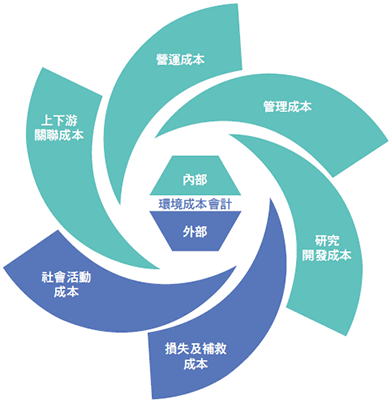 營運成本
管理成本
上下游
關聯成本
內部
環境成本會計
外部
研究
開發成本
社會活動
成本
損失及補救
成本